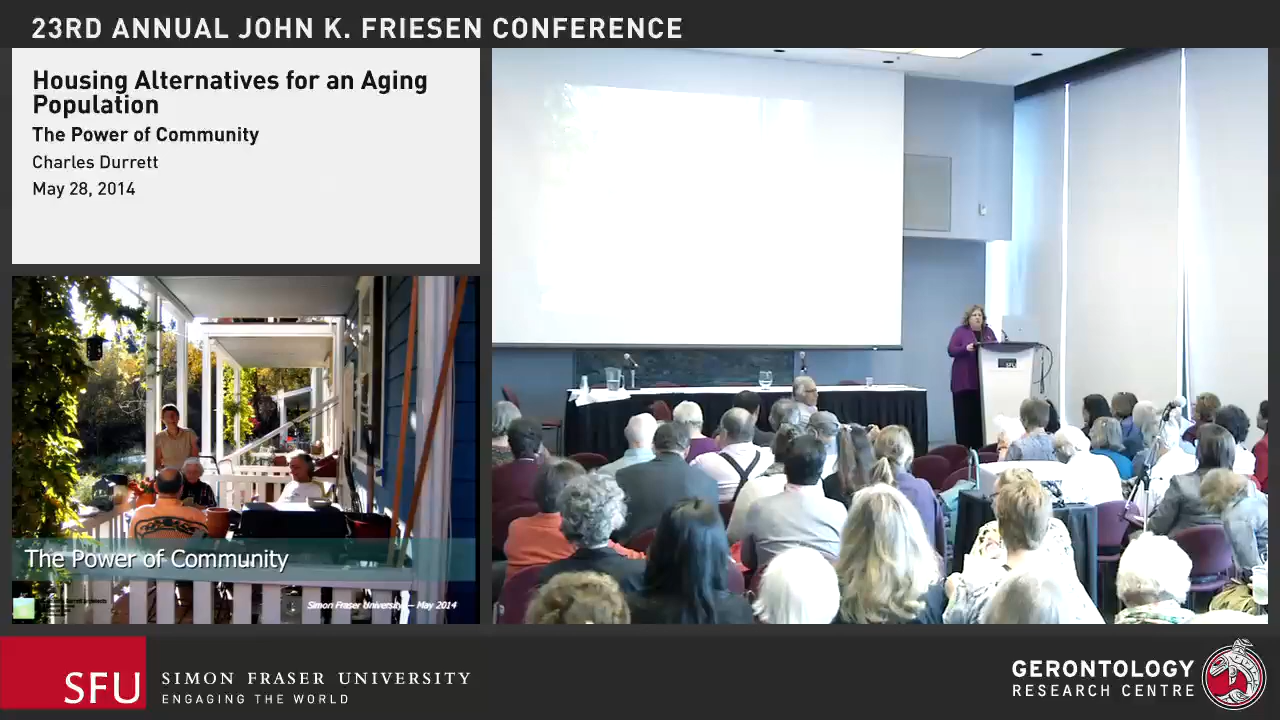 23RD ANNUAL JOHN K. FRIESEN CONFERENCE
Housing Alternatives for an Aging
Population
The Power of Community
Charles Durrett
May 28, 2014
The Power of Community
Simon Fraser University — May 2014
SFU
SFU
SIMON FRASER UNIVERSITY
ENGAGING THE WORLD
GERONTOLOGY
RESEARCH CENTRE